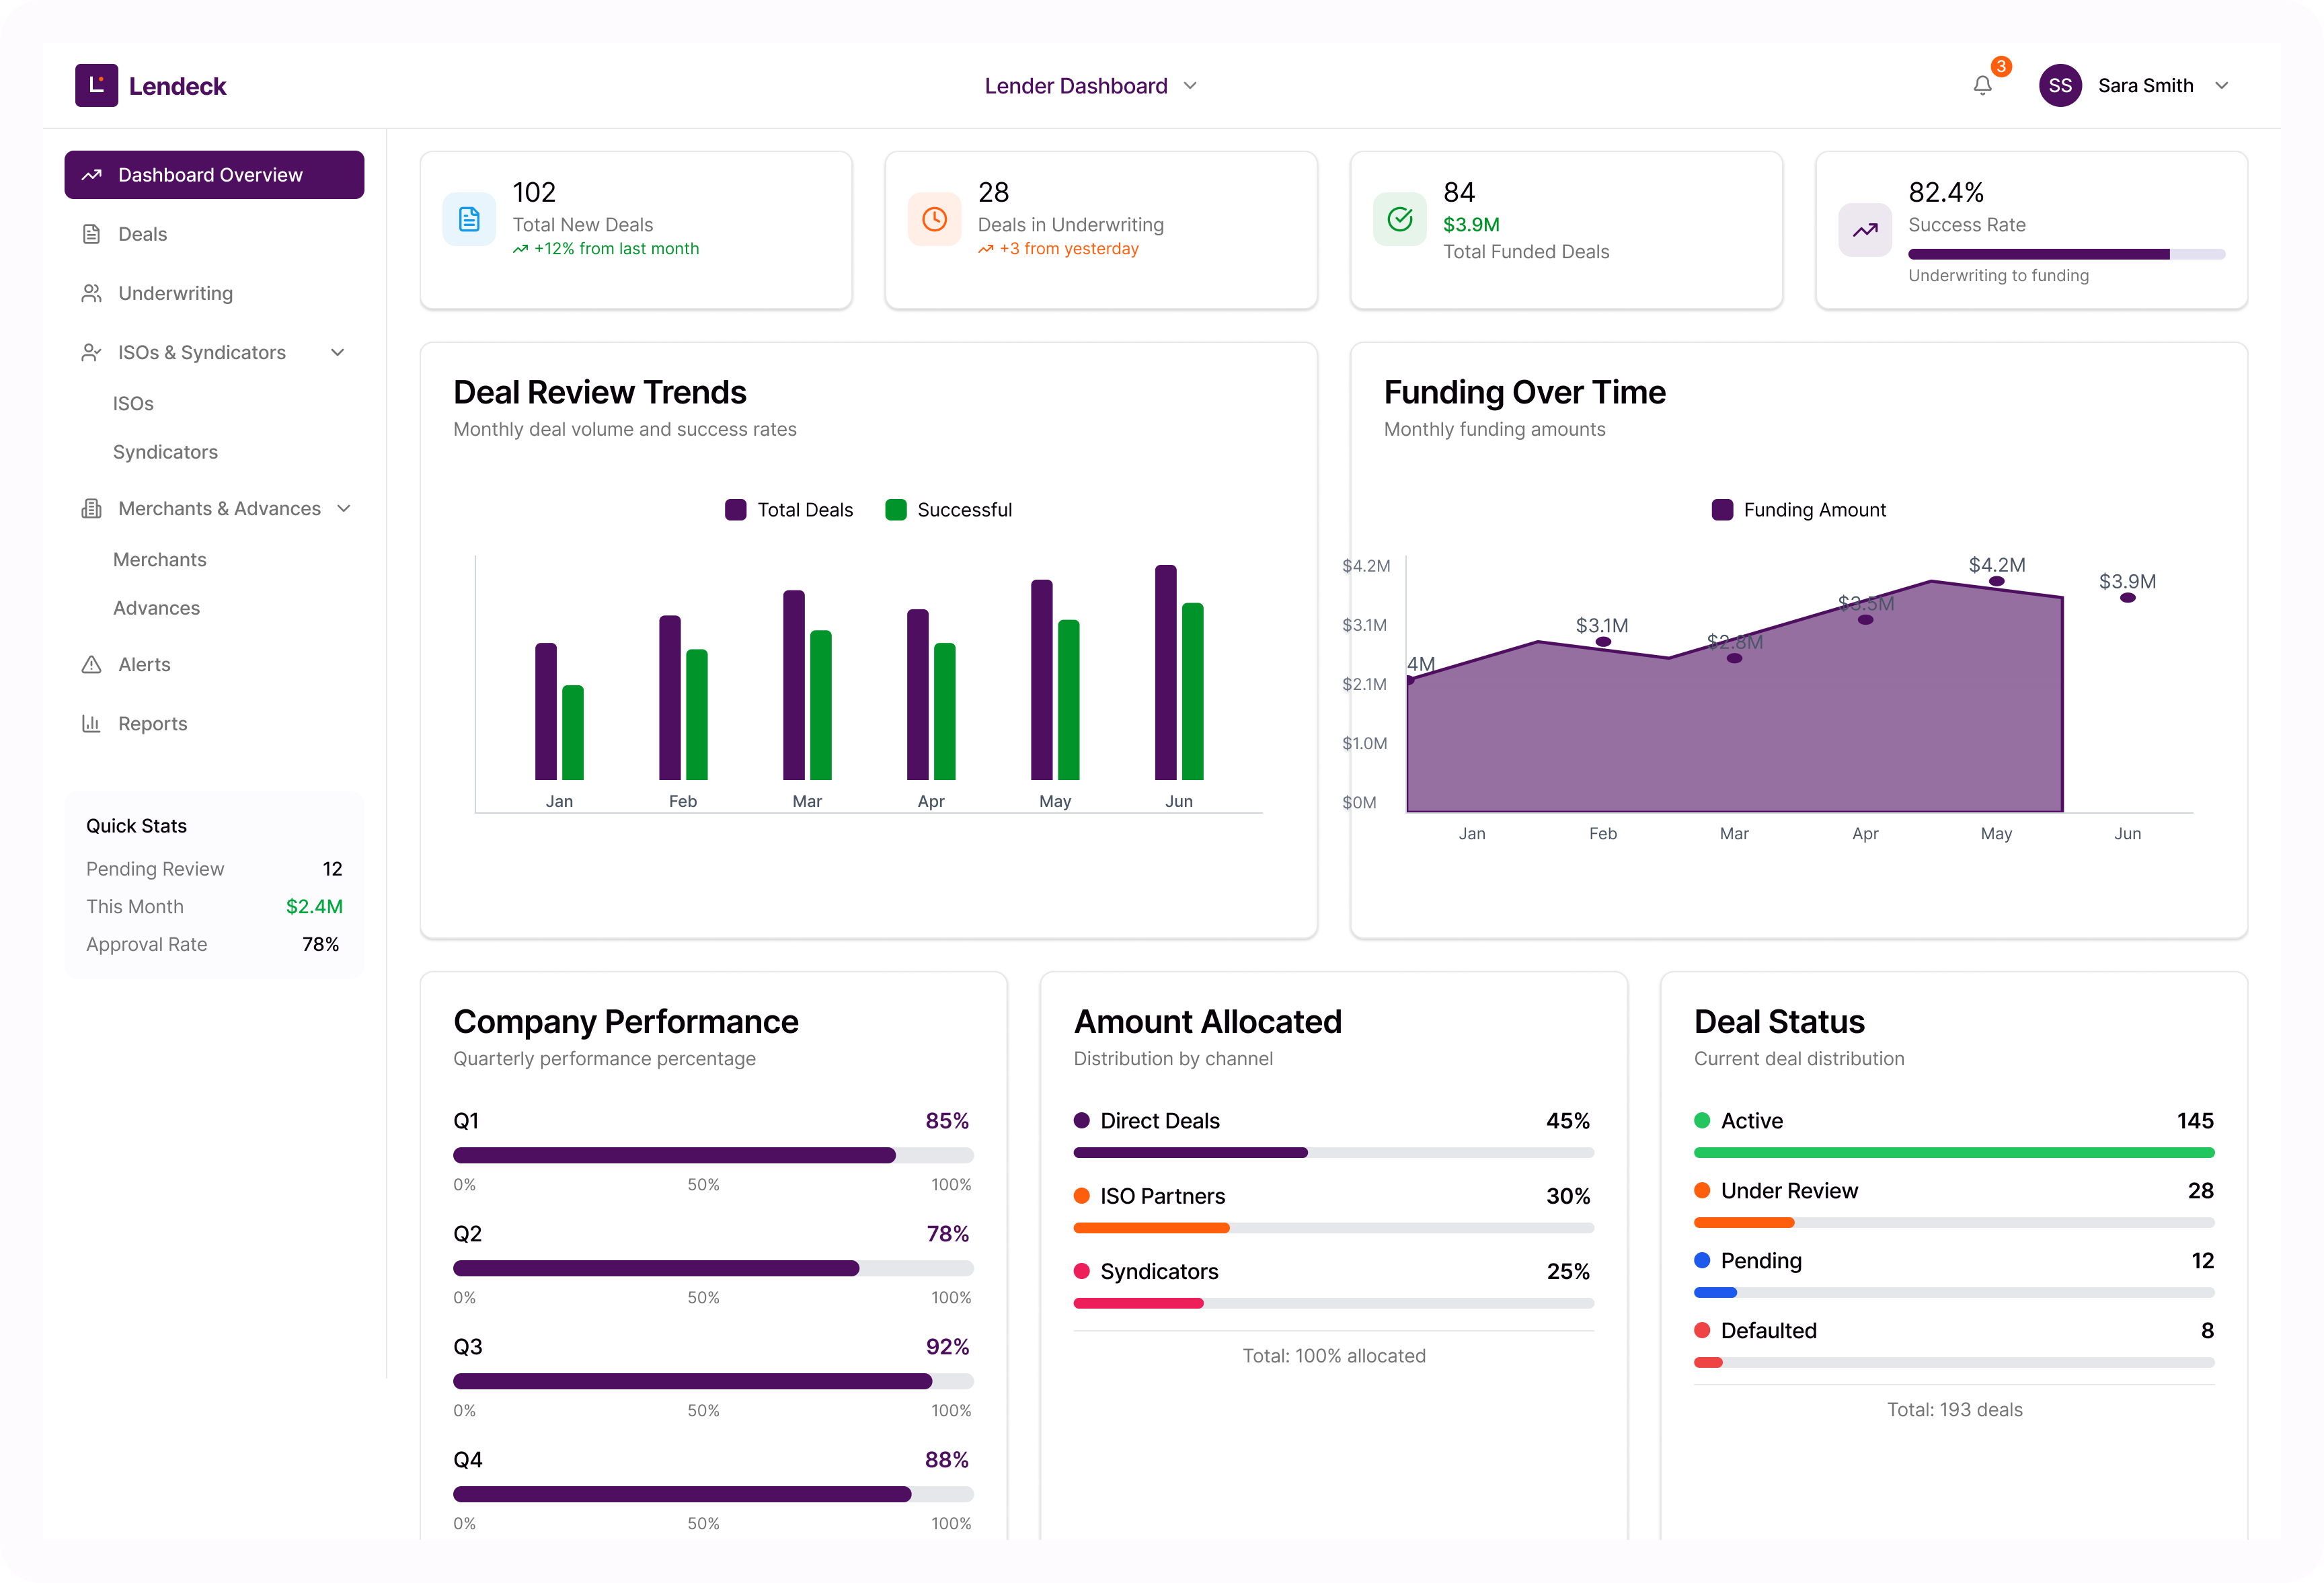 Lendeck
Lender Dashboard
3
SS
Sara Smith
Dashboard Overview
Deals
Underwriting
ISOs & Syndicators
ISOs
Syndicators
Merchants & Advances
Merchants
Advances
Alerts
Reports
Quick Stats
Pending Review 12
This Month $2.4M
Approval Rate 78%
102
Total New Deals
+12% from last month
28
Deals in Underwriting
+3 from yesterday
84
$3.9M
Total Funded Deals
82.4%
Success Rate
Underwriting to funding
Deal Review Trends
Monthly deal volume and success rates
Total Deals Successful
Jan Feb Mar Apr May Jun
Funding Over Time
Monthly funding amounts
Funding Amount
$4.2M
$3.1M
$2.1M
$1.0M
$0M
4M
$3.1M
$2.8M
$3.5M
$4.2M
$3.9M
Jan Feb Mar Apr May Jun
Company Performance
Quarterly performance percentage
Q1 85%
0% 50% 100%
Q2 78%
0% 50% 100%
Q3 92%
0% 50% 100%
Q4 88%
0% 50% 100%
Amount Allocated
Distribution by channel
Direct Deals 45%
ISO Partners 30%
Syndicators 25%
Total: 100% allocated
Deal Status
Current deal distribution
Active 145
Under Review 28
Pending 12
Defaulted 8
Total: 193 deals